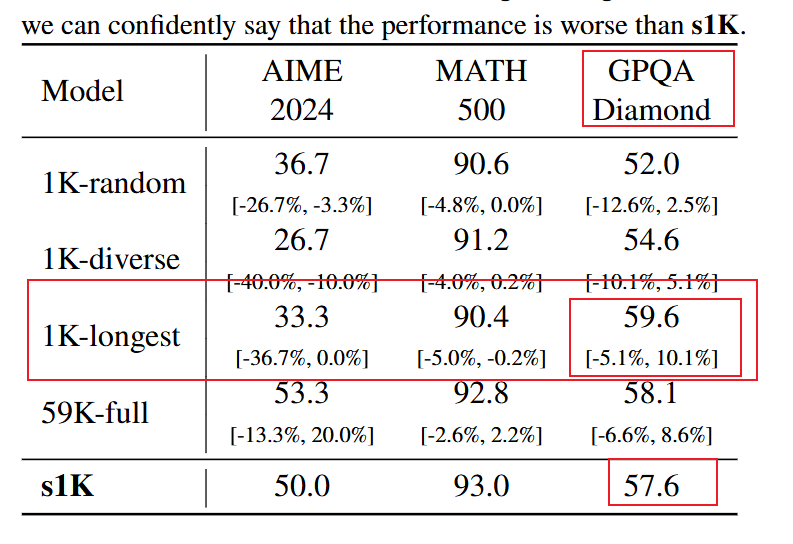 we can confidently say that the performance is worse than s1K.
Model AIME 2024 MATH 500 GPQA Diamond
1K-random 36.7 90.6 52.0
[-26.7%, -3.3%] [-4.8%, 0.0%] [-12.6%, 2.5%]
1K-diverse 26.7 91.2 54.6
[-40.0%, -10.0%] [-4.0%, 0.2%] [-10.1%, 5.1%]
1K-longest 33.3 90.4 59.6
[-36.7%, 0.0%] [-5.0%, -0.2%] [-5.1%, 10.1%]
59K-full 53.3 92.8 58.1
[-13.3%, 20.0%] [-2.6%, 2.2%] [-6.6%, 8.6%]
s1K 50.0 93.0 57.6